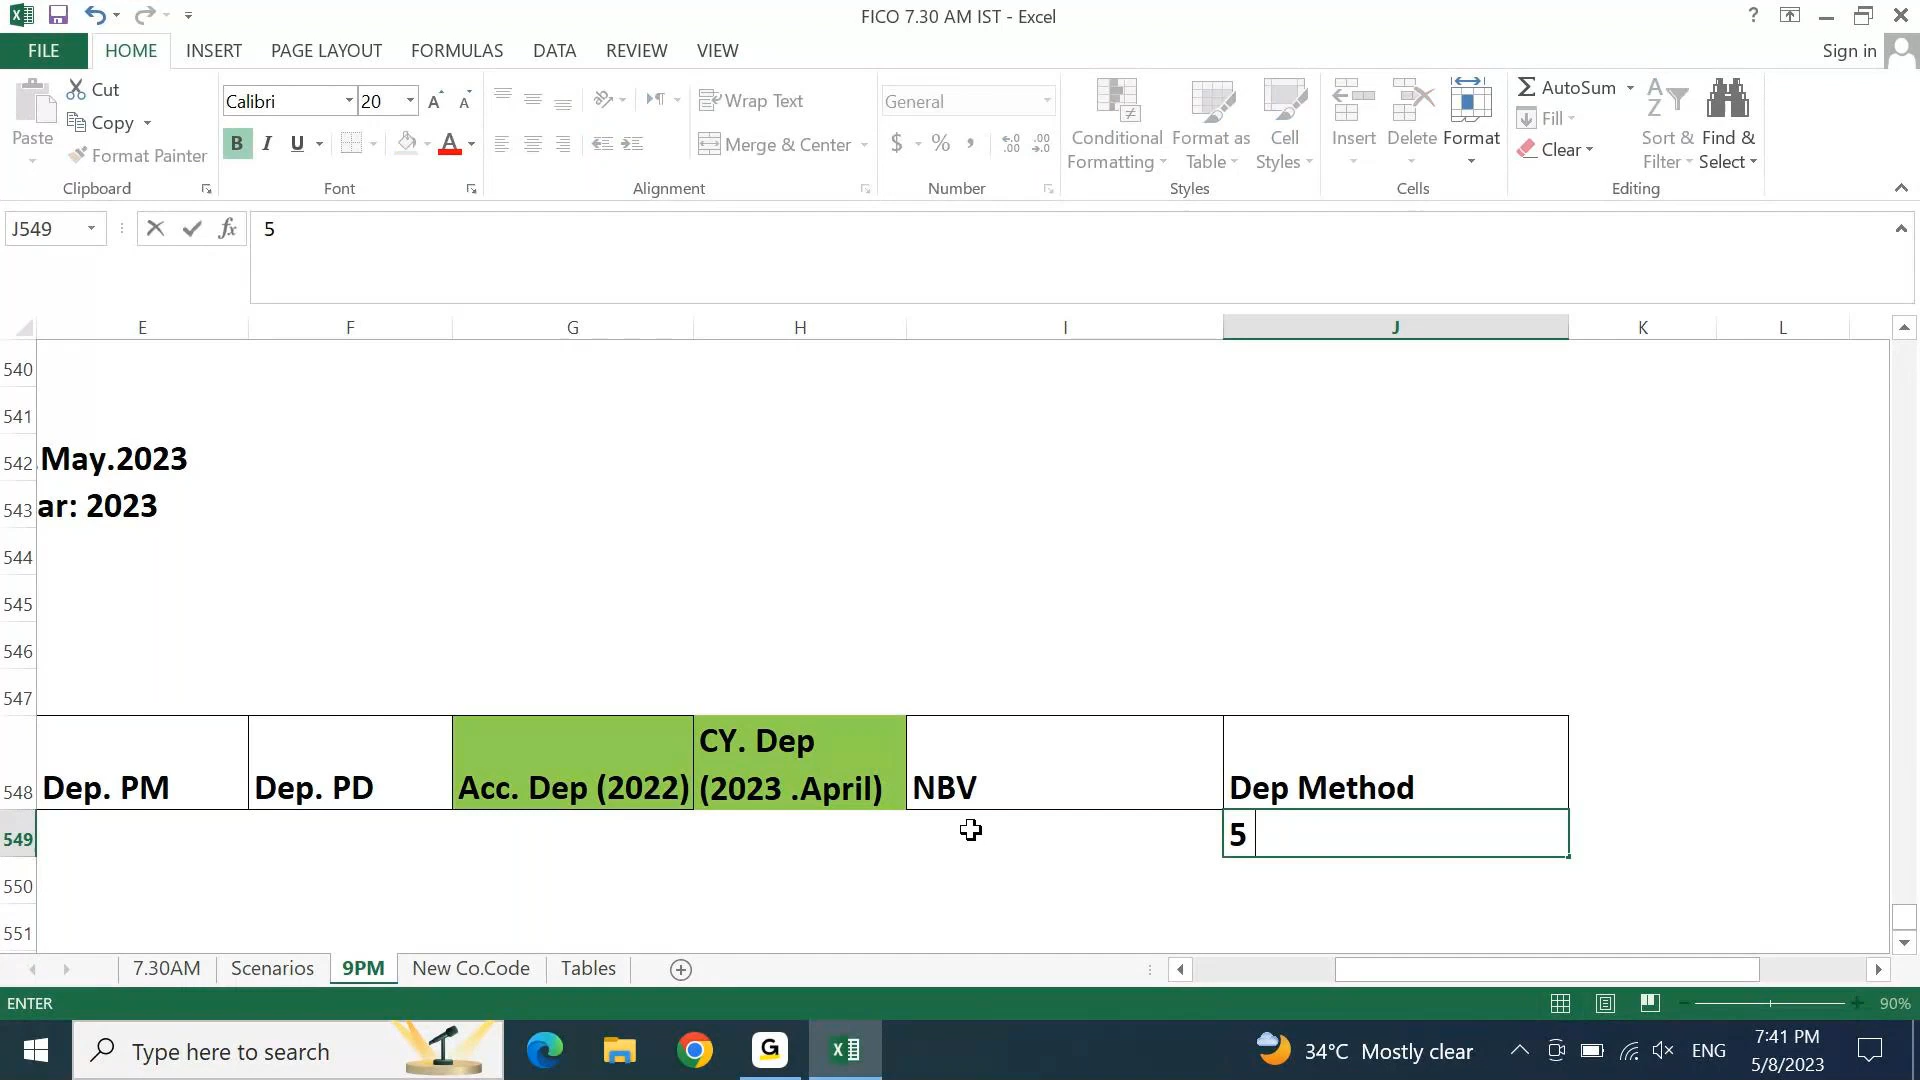 FICO 7.30 AM IST - Excel
?
FILE
HOME
INSERT
PAGE LAYOUT
FORMULAS
DATA
REVIEW
VIEW
Sign in
Paste
Cut
Copy
Format Painter
Calibri
20
B I U
Wrap Text
Merge & Center
General
$ % ,
Conditional Formatting
Format as Table
Cell Styles
Insert
Delete
Format
AutoSum
Fill
Clear
Sort & Filter
Find & Select
Clipboard
Font
Alignment
Number
Styles
Cells
Editing
J549
fx
5
E F G H I J K L
540
541
542 May.2023
543 ar: 2023
544
545
546
547
CY. Dep
548 Dep. PM Dep. PD Acc. Dep (2022) (2023 .April) NBV Dep Method
549 5
550
551
7.30AM Scenarios 9PM New Co.Code Tables
ENTER
90%
Type here to search
G
34°C Mostly clear
ENG
7:41 PM
5/8/2023